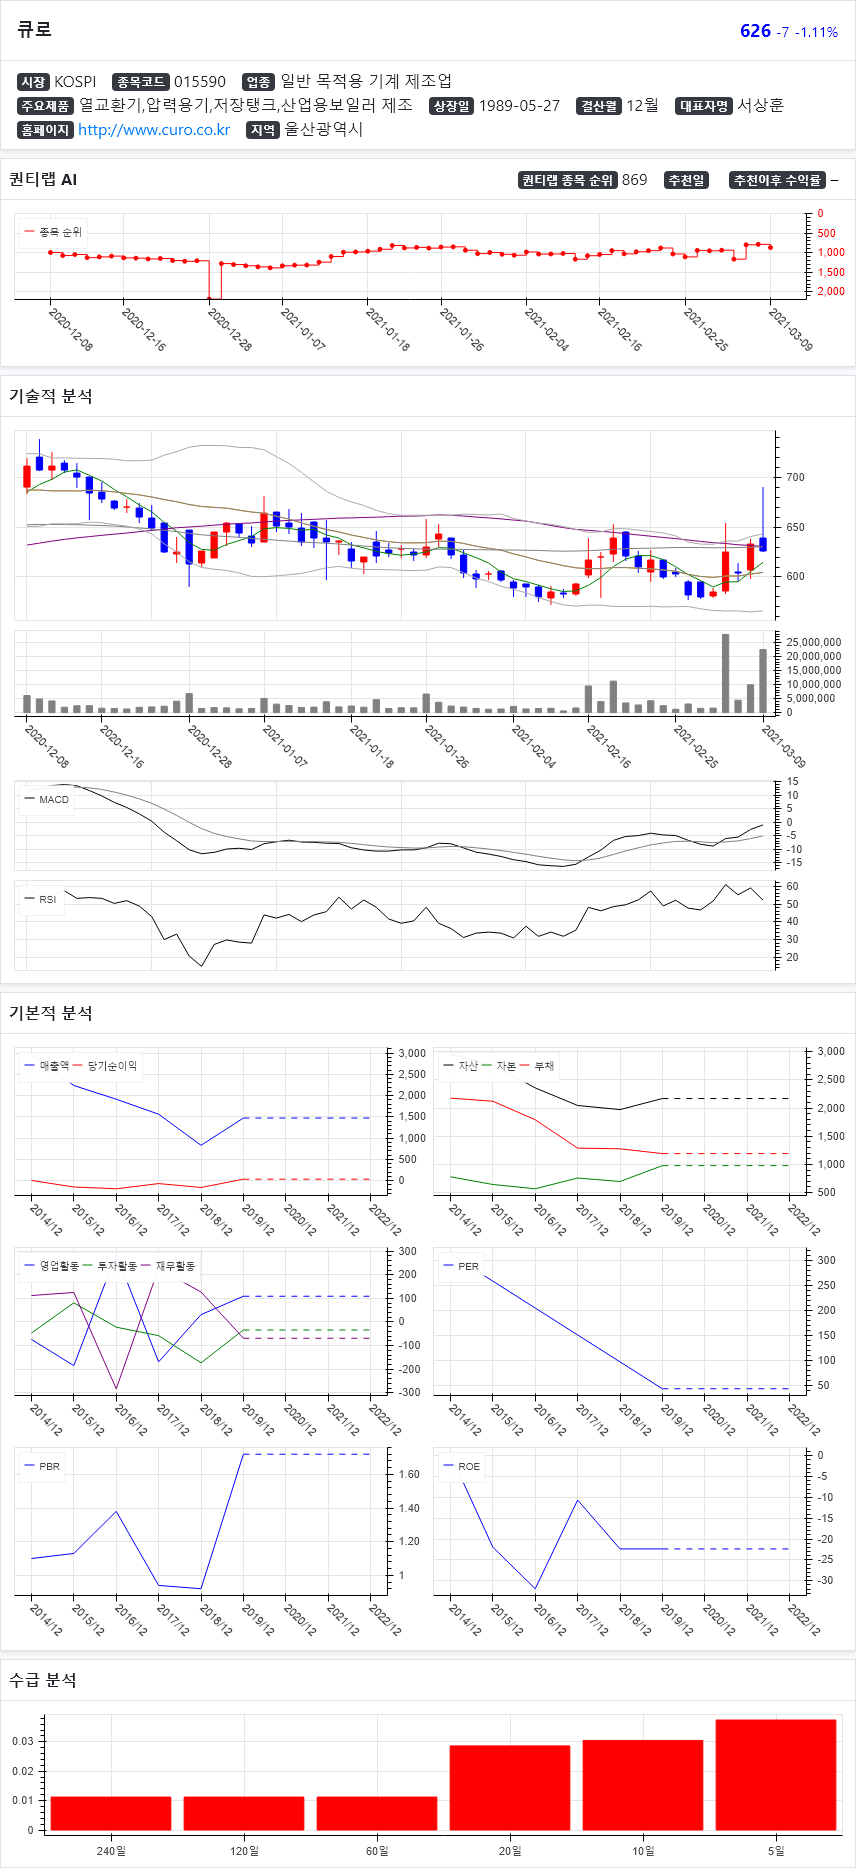 큐로
626 -7 -1.11%
시장 KOSPI 종목코드 015590 업종 일반 목적용 기계 제조업
주요제품 열교환기,압력용기,저장탱크,산업용보일러 제조 상장일 1989-05-27 결산월 12월 대표자명 서상훈
홈페이지 http://www.curo.co.kr 지역 울산광역시
퀀티랩 AI
퀀티랩 종목 순위 869 추천일 추천이후 수익률 –
종목 순위
0
500
1,000
1,500
2,000
2020-12-08 2020-12-16 2020-12-28 2021-01-07 2021-01-18 2021-01-26 2021-02-04 2021-02-16 2021-02-25 2021-03-09
기술적 분석
700
650
600
25,000,000
20,000,000
15,000,000
10,000,000
5,000,000
0
2020-12-08 2020-12-16 2020-12-28 2021-01-07 2021-01-18 2021-01-26 2021-02-04 2021-02-16 2021-02-25 2021-03-09
MACD
15
10
5
0
-5
-10
-15
RSI
60
50
40
30
20
기본적 분석
매출액 당기순이익
3,000
2,500
2,000
1,500
1,000
500
0
2014/12 2015/12 2016/12 2017/12 2018/12 2019/12 2020/12 2021/12 2022/12
자산 자본 부채
3,000
2,500
2,000
1,500
1,000
500
2014/12 2015/12 2016/12 2017/12 2018/12 2019/12 2020/12 2021/12 2022/12
영업활동 투자활동 재무활동
300
200
100
0
-100
-200
-300
2014/12 2015/12 2016/12 2017/12 2018/12 2019/12 2020/12 2021/12 2022/12
PER
300
250
200
150
100
50
2014/12 2015/12 2016/12 2017/12 2018/12 2019/12 2020/12 2021/12 2022/12
PBR
1.60
1.40
1.20
1
2014/12 2015/12 2016/12 2017/12 2018/12 2019/12 2020/12 2021/12 2022/12
ROE
0
-5
-10
-15
-20
-25
-30
2014/12 2015/12 2016/12 2017/12 2018/12 2019/12 2020/12 2021/12 2022/12
수급 분석
0.03
0.02
0.01
0
240일 120일 60일 20일 10일 5일